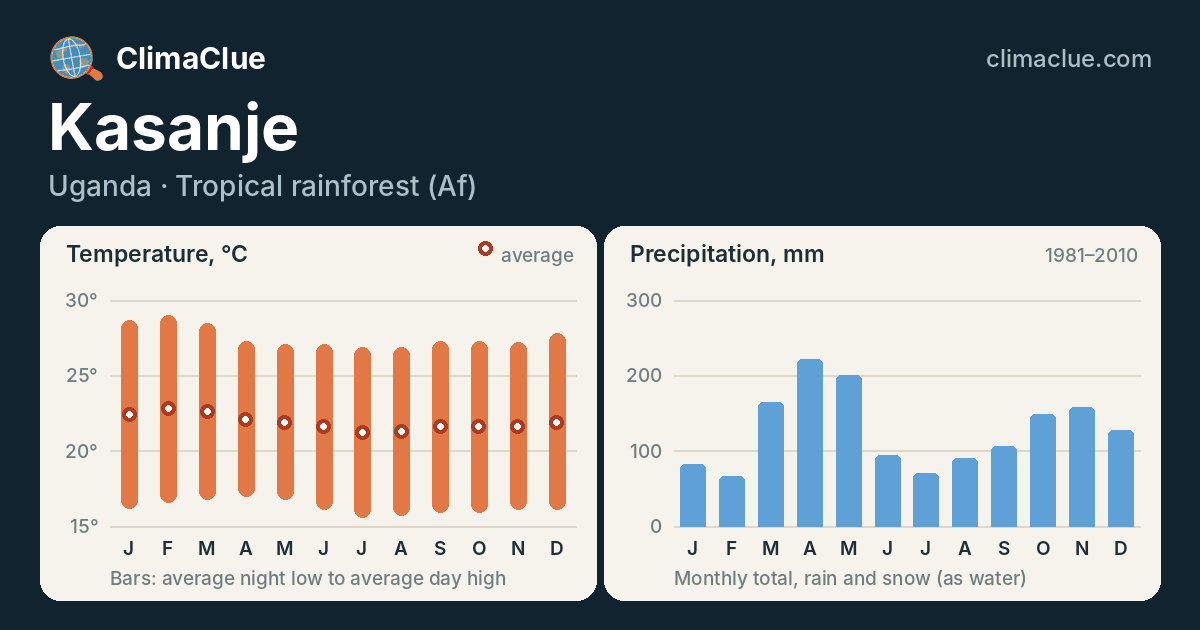 ClimaClue
climaclue.com
Kasanje
Uganda · Tropical rainforest (Af)
Temperature, °C
average
30°
25°
20°
15°
J F M A M J J A S O N D
Bars: average night low to average day high
Precipitation, mm
1981–2010
300
200
100
0
J F M A M J J A S O N D
Monthly total, rain and snow (as water)